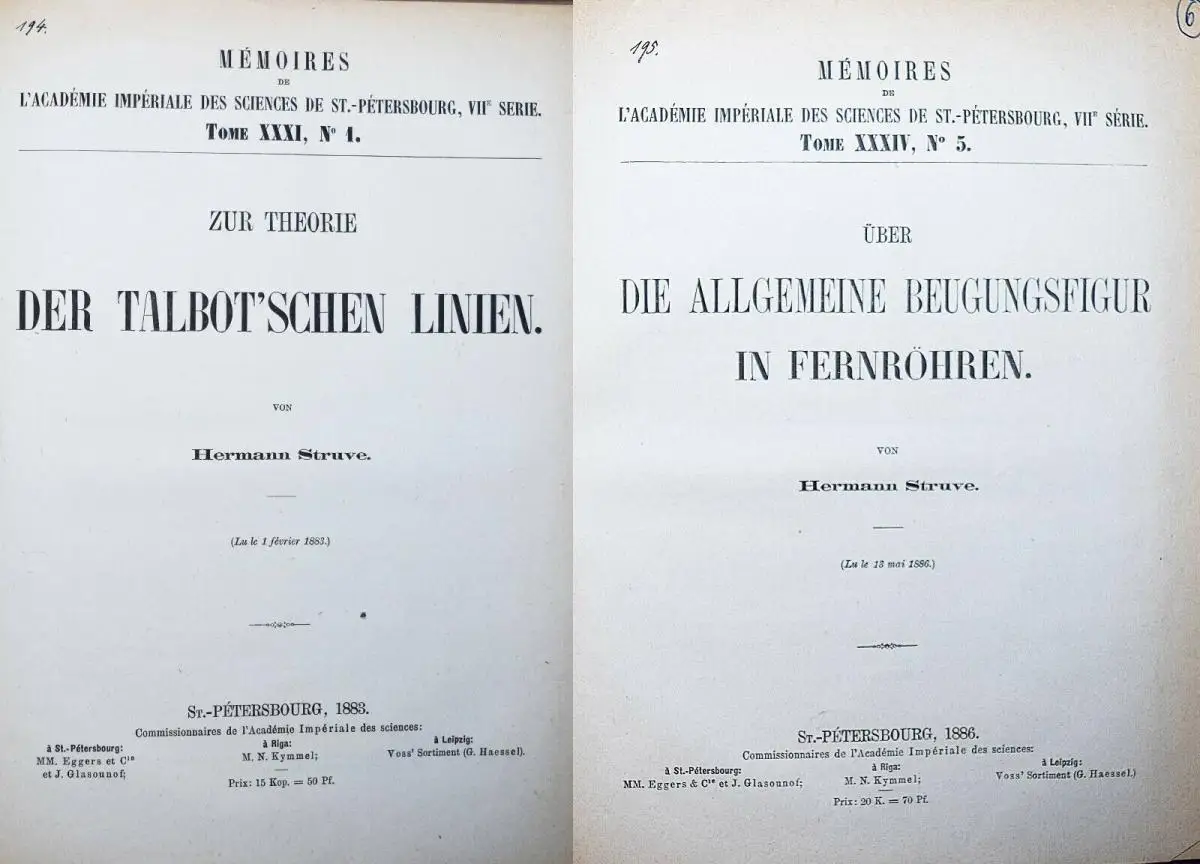 194.
MÉMOIRES
DE
L'ACADÉMIE IMPÉRIALE DES SCIENCES DE ST.-PÉTERSBOURG, VIIE SERIE.
TOME XXXI, No 1.
ZUR THEORIE
DER TALBOT'SCHEN LINIEN.
VON
Hermann Struve.
(Lu le 1 février 1883.)
ST.-PÉTERSBOURG, 1883.
Commissionnaires de l'Académie Impériale des sciences:
à St.-Pétersbourg:
MM. Eggers et Cie
et J. Glasounof;
à Riga:
M. N. Kymmel;
à Leipzig:
Voss' Sortiment (G. Haessel).
Prix: 15 Kop. = 50 Pf.
195.
6
MÉMOIRES
DE
L'ACADÉMIE IMPÉRIALE DES SCIENCES DE ST.-PÉTERSBOURG, VIIE SÉRIE.
TOME XXXIV, No 5.
ÜBER
DIE ALLGEMEINE BEUGUNGSFIGUR
IN FERNRÖHREN.
VON
Hermann Struve.
(Lu le 13 mai 1886.)
ST.-PÉTERSBOURG, 1886.
Commissionnaires de l'Académie Impériale des sciences:
à St.-Pétersbourg:
MM. Eggers & Cie et J. Glasounof;
à Riga:
M. N. Kymmel;
à Leipzig:
Voss' Sortiment (G. Haessel.)
Prix: 20 K. = 70 Pf.